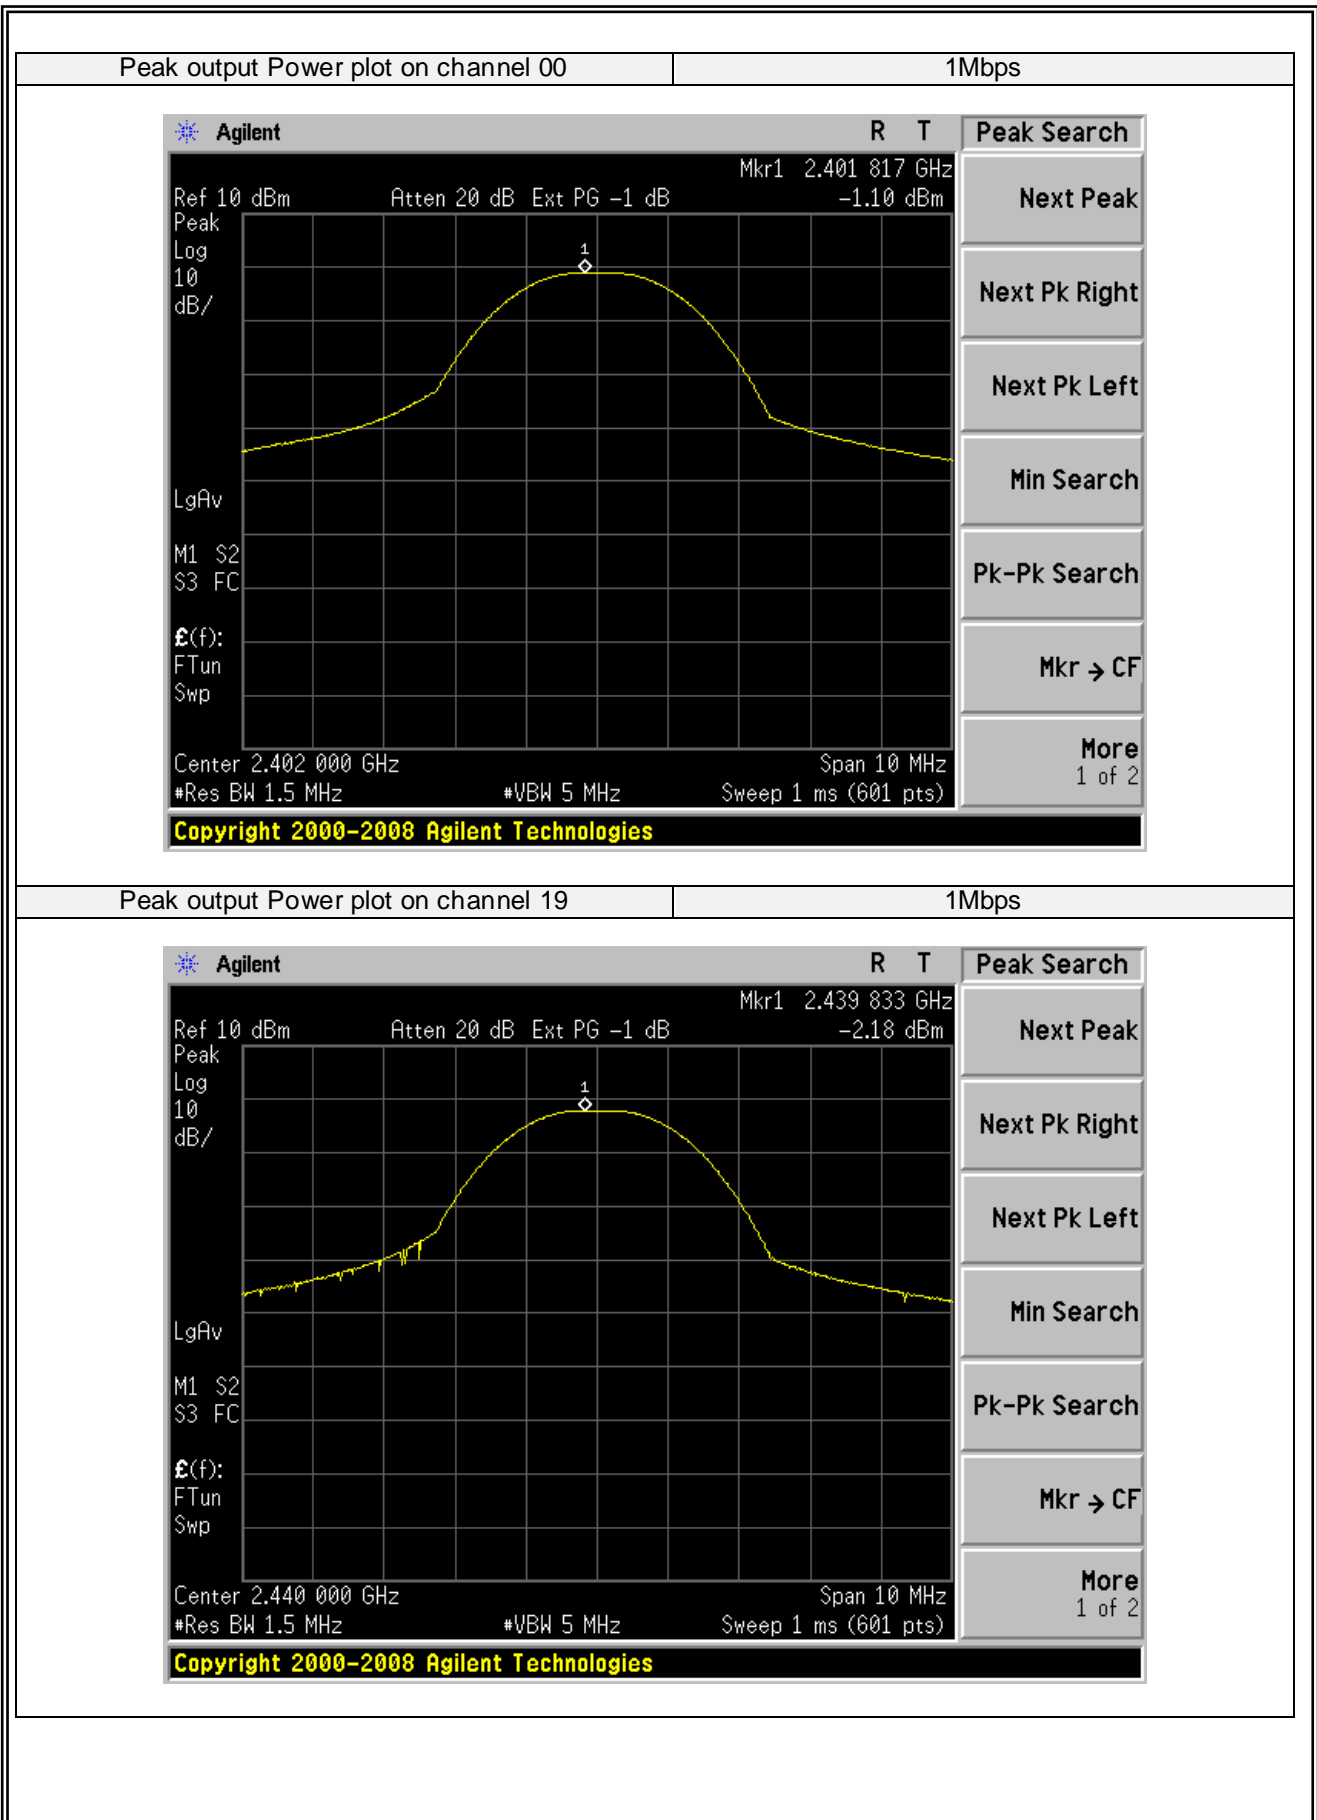 Peak output Power plot on channel 00 1Mbps
Agilent R T Peak Search
Mkr1 2.401 817 GHz
Ref 10 dBm Atten 20 dB Ext PG -1 dB -1.10 dBm Next Peak
Peak
Log
1
10
dB/
Next Pk Right
Next Pk Left
Min Search
LgAv
M1 S2
S3 FC
Pk-Pk Search
£(f):
FTun
Swp
Mkr → CF
Center 2.402 000 GHz Span 10 MHz
#Res BW 1.5 MHz #VBW 5 MHz Sweep 1 ms (601 pts)
More
1 of 2
Copyright 2000-2008 Agilent Technologies
Peak output Power plot on channel 19 1Mbps
Agilent R T Peak Search
Mkr1 2.439 833 GHz
Ref 10 dBm Atten 20 dB Ext PG -1 dB -2.18 dBm Next Peak
Peak
Log
1
10
dB/
Next Pk Right
Next Pk Left
Min Search
LgAv
M1 S2
S3 FC
Pk-Pk Search
£(f):
FTun
Swp
Mkr → CF
Center 2.440 000 GHz Span 10 MHz
#Res BW 1.5 MHz #VBW 5 MHz Sweep 1 ms (601 pts)
More
1 of 2
Copyright 2000-2008 Agilent Technologies